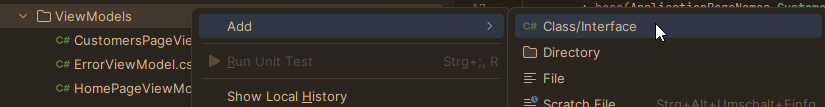 ViewModels
Add
: base(ApplicationPageNames.Custome
C# Class/Interface
C# CustomersPageVie
Directory
Run Unit Test Strg+;, R
C# ErrorViewModel.cs
File
C# HomePageViewMo
Show Local History
Scratch File Strg+Alt+Umschalt+Einfg